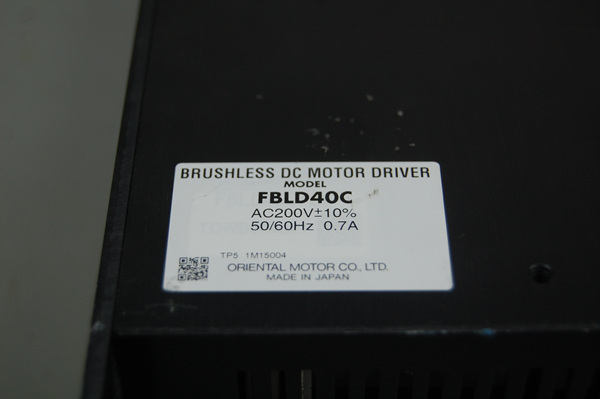 BRUSHLESS DC MOTOR DRIVER
MODEL
FBLD40C
AC200V±10%
50/60Hz 0.7A
TP5 1M15004
ORIENTAL MOTOR CO., LTD.
MADE IN JAPAN